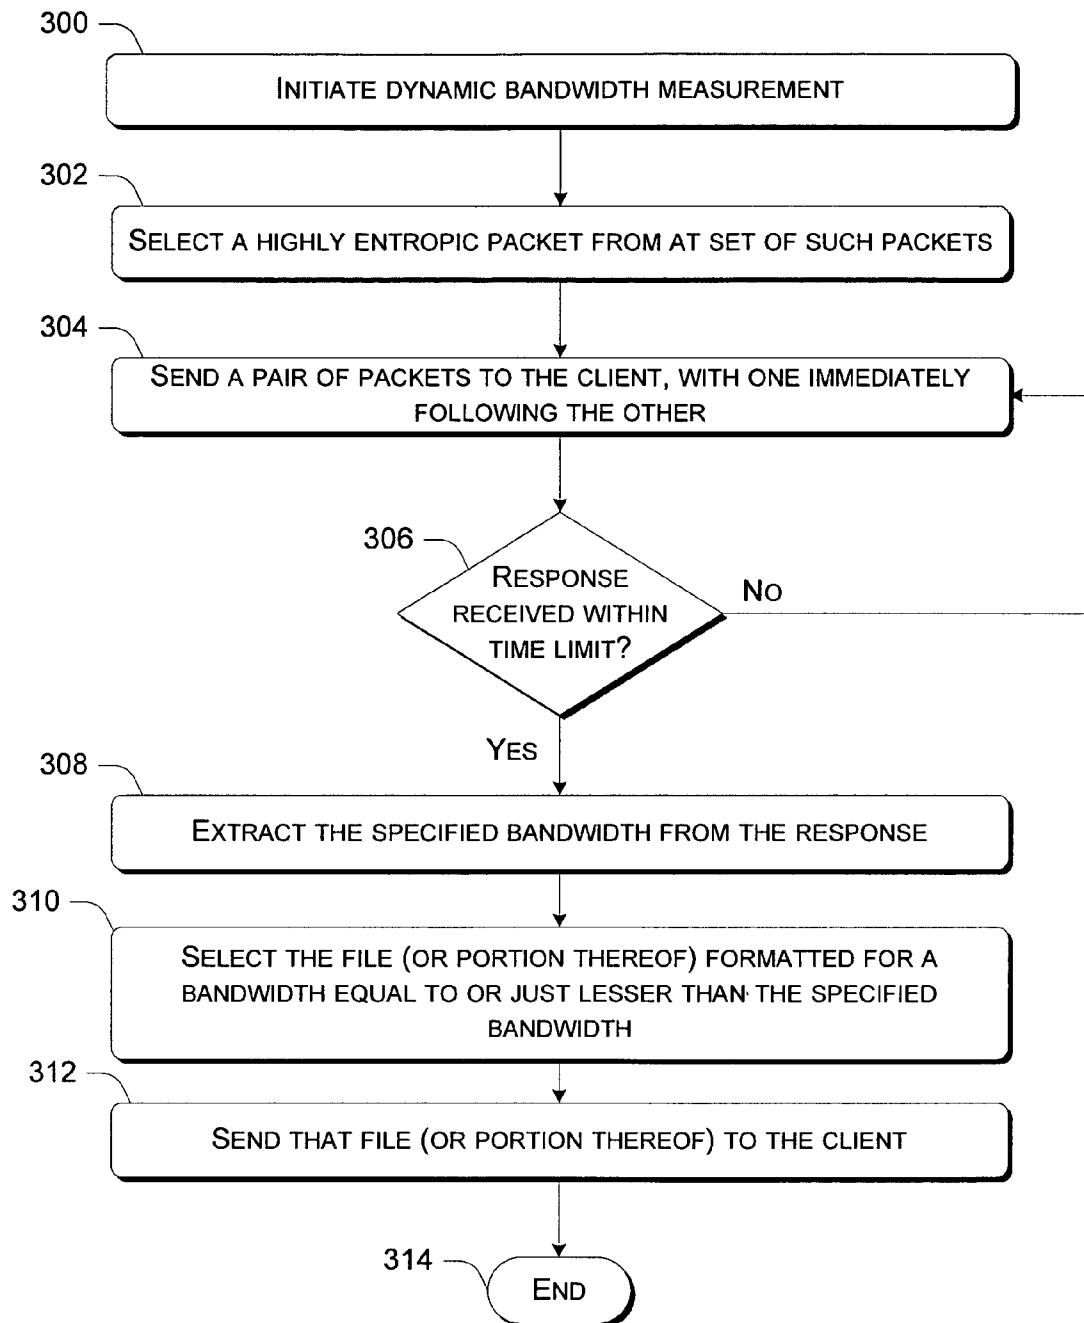 300
INITIATE DYNAMIC BANDWIDTH MEASUREMENT
302
SELECT A HIGHLY ENTROPIC PACKET FROM AT SET OF SUCH PACKETS
304
SEND A PAIR OF PACKETS TO THE CLIENT, WITH ONE IMMEDIATELY
FOLLOWING THE OTHER
306
RESPONSE
RECEIVED WITHIN
TIME LIMIT?
NO
YES
308
EXTRACT THE SPECIFIED BANDWIDTH FROM THE RESPONSE
310
SELECT THE FILE (OR PORTION THEREOF) FORMATTED FOR A
BANDWIDTH EQUAL TO OR JUST LESSER THAN THE SPECIFIED
BANDWIDTH
312
SEND THAT FILE (OR PORTION THEREOF) TO THE CLIENT
314
END